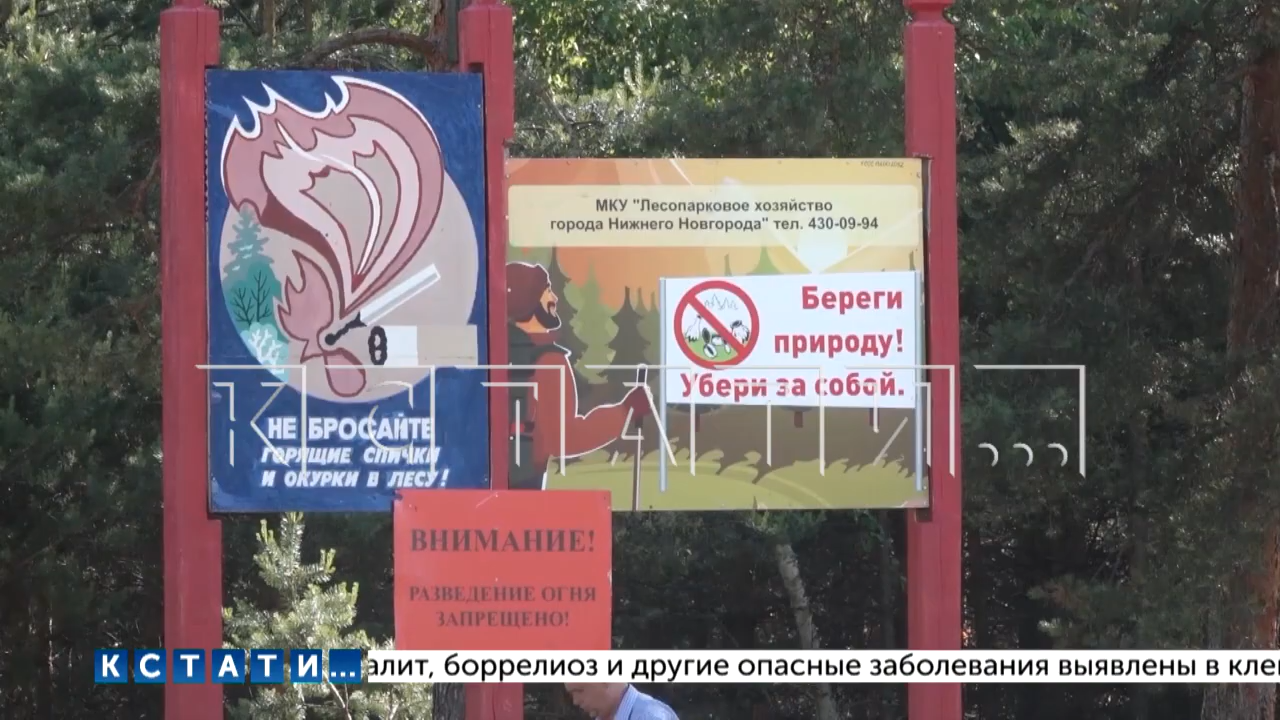 НЕ БРОСАЙТЕ
ГОРЯЩИЕ СПИЧКИ
И ОКУРКИ В ЛЕСУ!
МКУ "Лесопарковое хозяйство
города Нижнего Новгорода" тел. 430-09-94
Береги
природу!
Убери за собой.
КСТАТИ...
ВНИМАНИЕ!
РАЗВЕДЕНИЕ ОГНЯ
ЗАПРЕЩЕНО!
КСТАТИ... алит, боррелиоз и другие опасные заболевания выявлены в кле